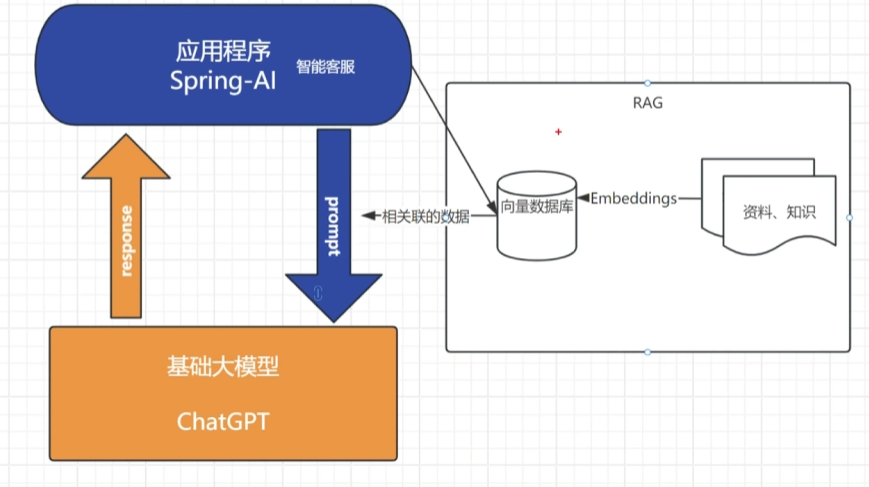 应用程序
Spring-AI
智能客服
RAG
response
prompt
相关联的数据
向量数据库
Embeddings
资料、知识
基础大模型
ChatGPT